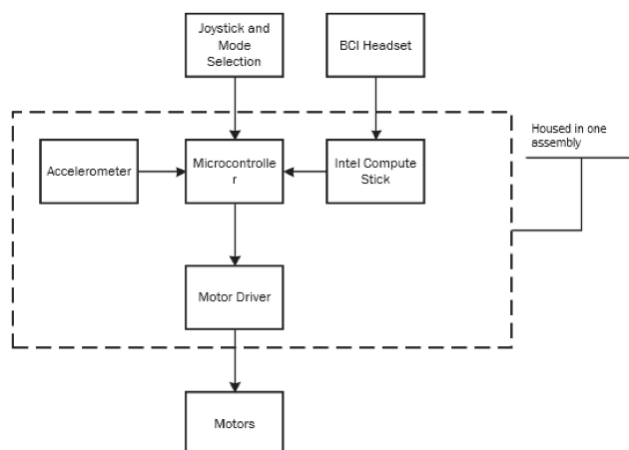 Joystick and
Mode
Selection
BCI Headset
Housed in one
assembly
Accelerometer
Microcontrolle
r
Intel Compute
Stick
Motor Driver
Motors